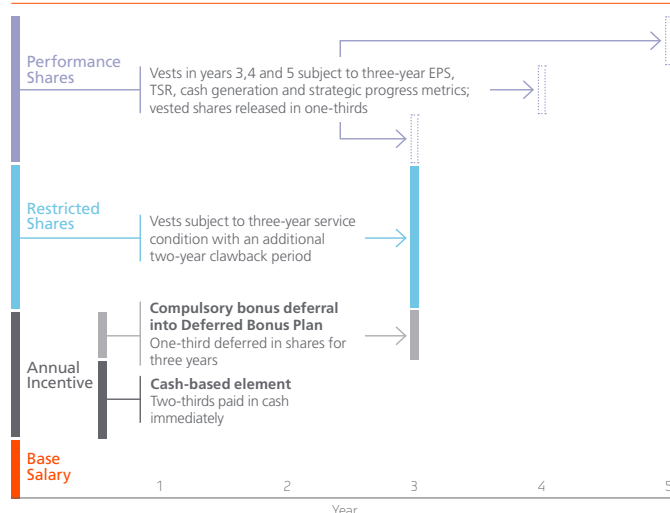 Performance
Shares
Vests in years 3,4 and 5 subject to three-year EPS,
TSR, cash generation and strategic progress metrics;
vested shares released in one-thirds
Restricted
Shares
Vests subject to three-year service
condition with an additional
two-year clawback period
Annual
Incentive
Compulsory bonus deferral
into Deferred Bonus Plan
One-third deferred in shares for
three years
Cash-based element
Two-thirds paid in cash
immediately
Base
Salary
1 2 3 4 5
Year